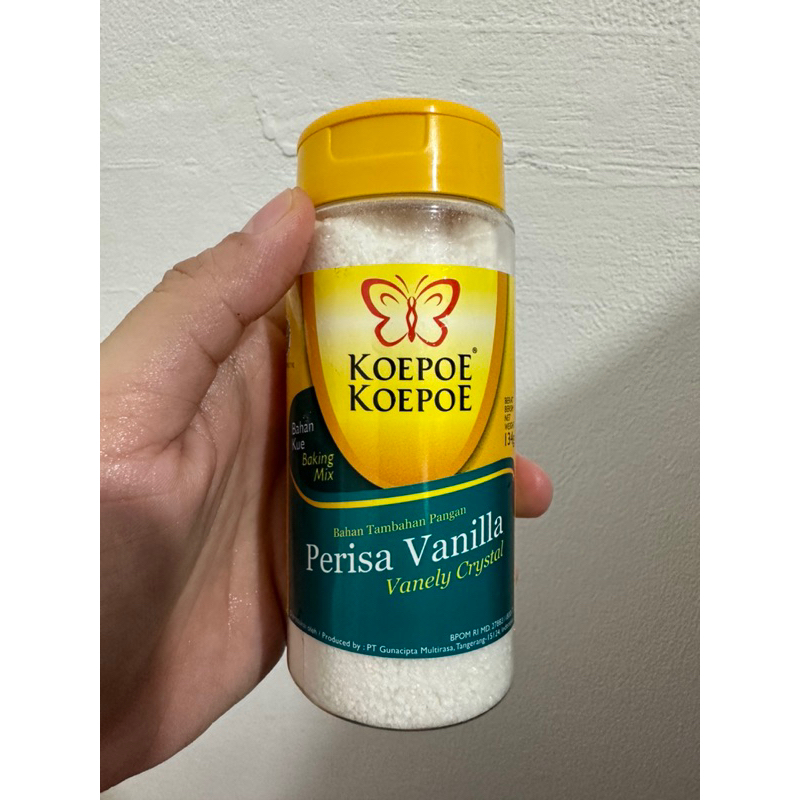 KOEPOE®
KOEPOE
Bahan
Kue
Baking
Mix
Bahan Tambahan Pangan
Perisa Vanilla
Vanely Crystal
Produced by : PT Gunacipta Multirasa, Tangerang-15124
BPOM RI MD